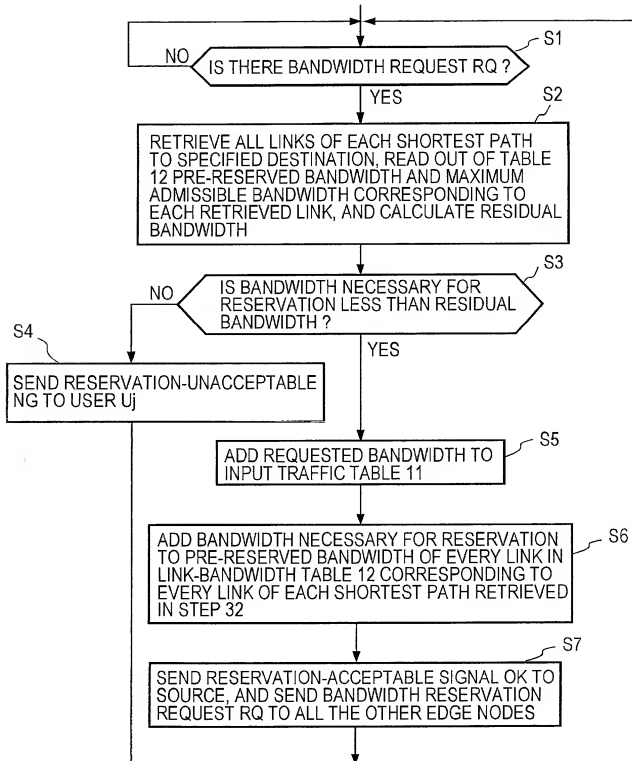 S1
NO
IS THERE BANDWIDTH REQUEST RQ ?
YES
S2
RETRIEVE ALL LINKS OF EACH SHORTEST PATH
TO SPECIFIED DESTINATION, READ OUT OF TABLE
12 PRE-RESERVED BANDWIDTH AND MAXIMUM
ADMISSIBLE BANDWIDTH CORRESPONDING TO
EACH RETRIEVED LINK, AND CALCULATE RESIDUAL
BANDWIDTH
S3
NO
IS BANDWIDTH NECESSARY FOR
RESERVATION LESS THAN RESIDUAL
BANDWIDTH ?
YES
S4
SEND RESERVATION-UNACCEPTABLE
NG TO USER Uj
S5
ADD REQUESTED BANDWIDTH TO
INPUT TRAFFIC TABLE 11
S6
ADD BANDWIDTH NECESSARY FOR RESERVATION
TO PRE-RESERVED BANDWIDTH OF EVERY LINK IN
LINK-BANDWIDTH TABLE 12 CORRESPONDING TO
EVERY LINK OF EACH SHORTEST PATH RETRIEVED
IN STEP 32
S7
SEND RESERVATION-ACCEPTABLE SIGNAL OK TO
SOURCE, AND SEND BANDWIDTH RESERVATION
REQUEST RQ TO ALL THE OTHER EDGE NODES